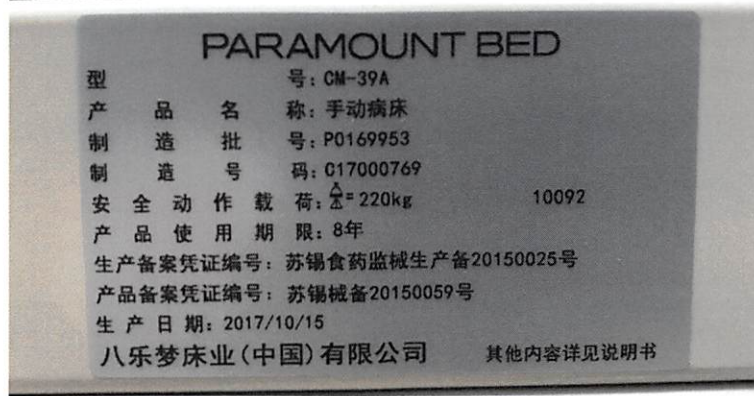 PARAMOUNT BED
型号：CM-39A
产品名称：手动病床
制造批号：P0169953
制造号码：C17000769
安全动作载荷：=220kg 10092
产品使用期限：8年
生产备案凭证编号：苏锡食药监械生产备20150025号
产品备案凭证编号：苏锡械备20150059号
生产日期：2017/10/15
八乐梦床业（中国）有限公司 其他内容详见说明书